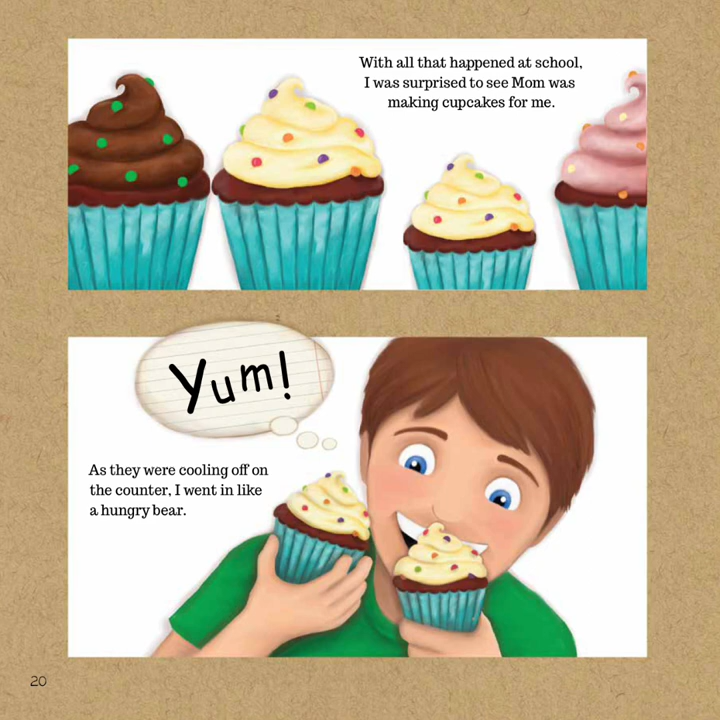 With all that happened at school,
I was surprised to see Mom was
making cupcakes for me.
Yum!
As they were cooling off on
the counter, I went in like
a hungry bear.
20